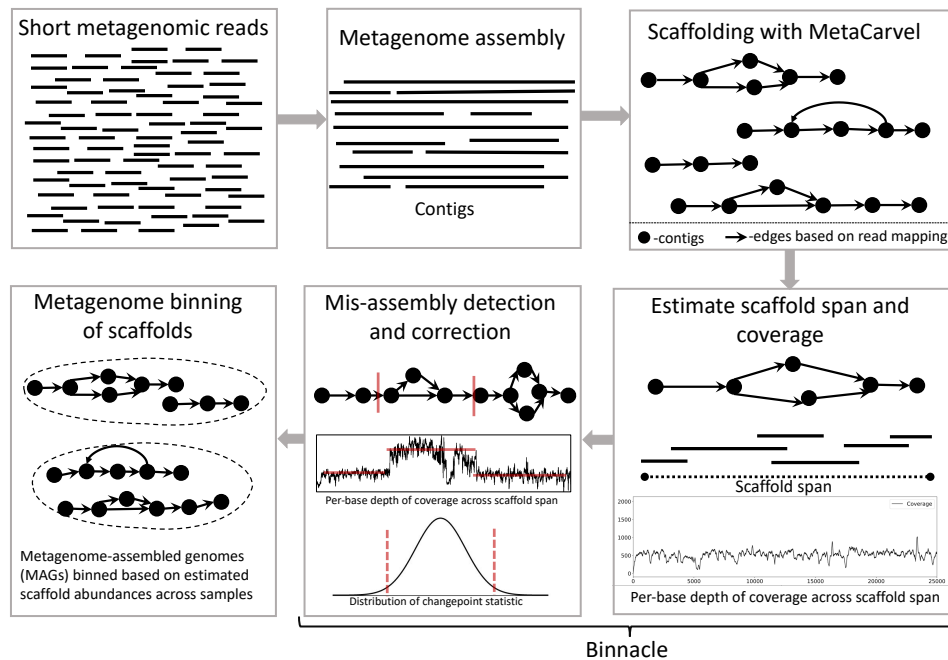 Short metagenomic reads
Metagenome assembly
Contigs
Scaffolding with MetaCarvel
-contigs
-edges based on read mapping
Estimate scaffold span and
coverage
Scaffold span
2000
1500
1000
500
0
Coverage
0
5000
10000
15000
20000
25000
Per-base depth of coverage across scaffold span
Mis-assembly detection
and correction
Per-base depth of coverage across scaffold span
Distribution of changepoint statistic
Metagenome binning
of scaffolds
Metagenome-assembled genomes
(MAGs) binned based on estimated
scaffold abundances across samples
Binnacle